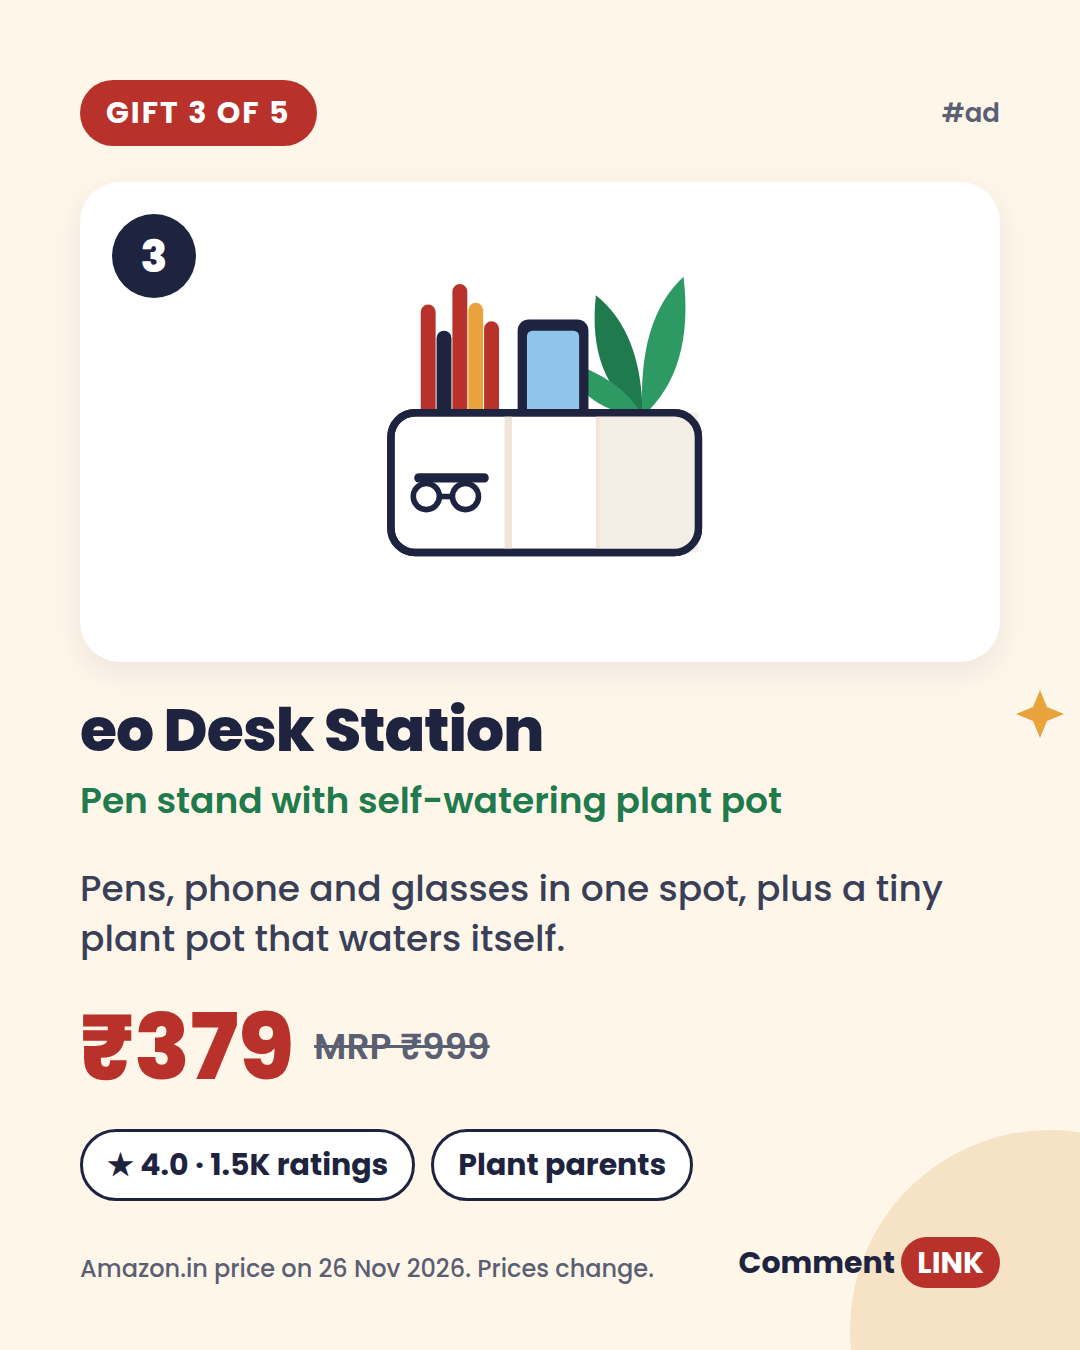 GIFT 3 OF 5
#ad
3
eo Desk Station
Pen stand with self-watering plant pot
Pens, phone and glasses in one spot, plus a tiny
plant pot that waters itself.
₹379 MRP ₹999
★ 4.0 · 1.5K ratings
Plant parents
Amazon.in price on 26 Nov 2026. Prices change.
Comment LINK